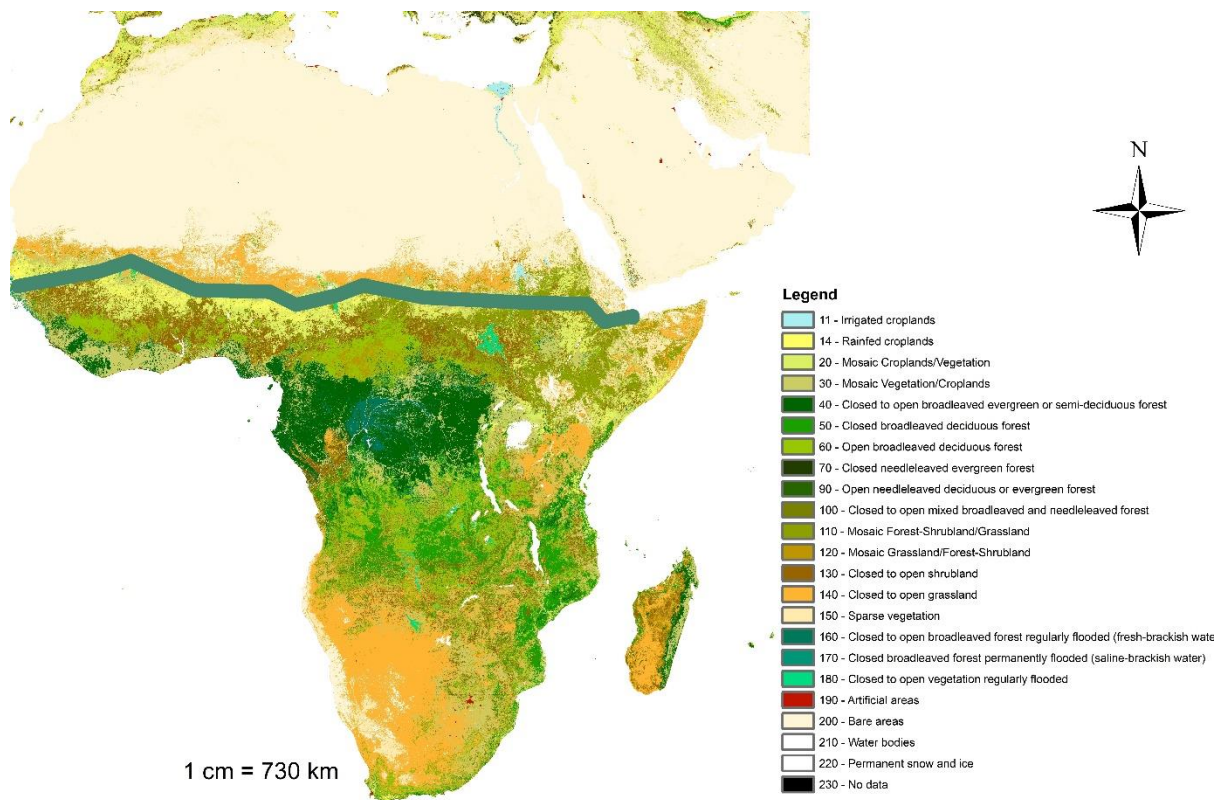 N
Legend
11 - Irrigated croplands
14 - Rainfed croplands
20 - Mosaic Croplands/Vegetation
30 - Mosaic Vegetation/Croplands
40 - Closed to open broadleaved evergreen or semi-deciduous forest
50 - Closed broadleaved deciduous forest
60 - Open broadleaved deciduous forest
70 - Closed needleleaved evergreen forest
90 - Open needleleaved deciduous or evergreen forest
100 - Closed to open mixed broadleaved and needleleaved forest
110 - Mosaic Forest-Shrubland/Grassland
120 - Mosaic Grassland/Forest-Shrubland
130 - Closed to open shrubland
140 - Closed to open grassland
150 - Sparse vegetation
160 - Closed to open broadleaved forest regularly flooded (fresh-brackish wate
170 - Closed broadleaved forest permanently flooded (saline-brackish water)
180 - Closed to open vegetation regularly flooded
190 - Artificial areas
200 - Bare areas
210 - Water bodies
220 - Permanent snow and ice
230 - No data
1 cm = 730 km